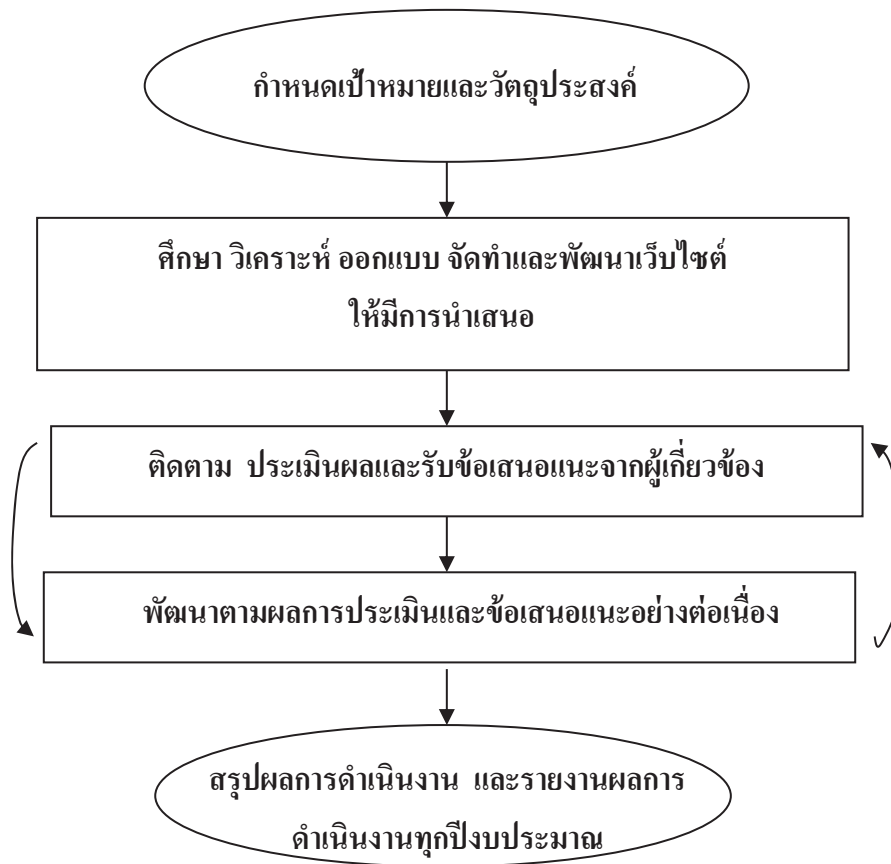 กำหนดเป้าหมายและวัตถุประสงค์
ศึกษา วิเคราะห์ ออกแบบ จัดทำและพัฒนาเว็บไซต์
ให้มีการนำเสนอ
ติดตาม ประเมินผลและรับข้อเสนอแนะจากผู้เกี่ยวข้อง
พัฒนาตามผลการประเมินและข้อเสนอแนะอย่างต่อเนื่อง
สรุปผลการดำเนินงาน และรายงานผลการ
ดำเนินงานทุกปีงบประมาณ